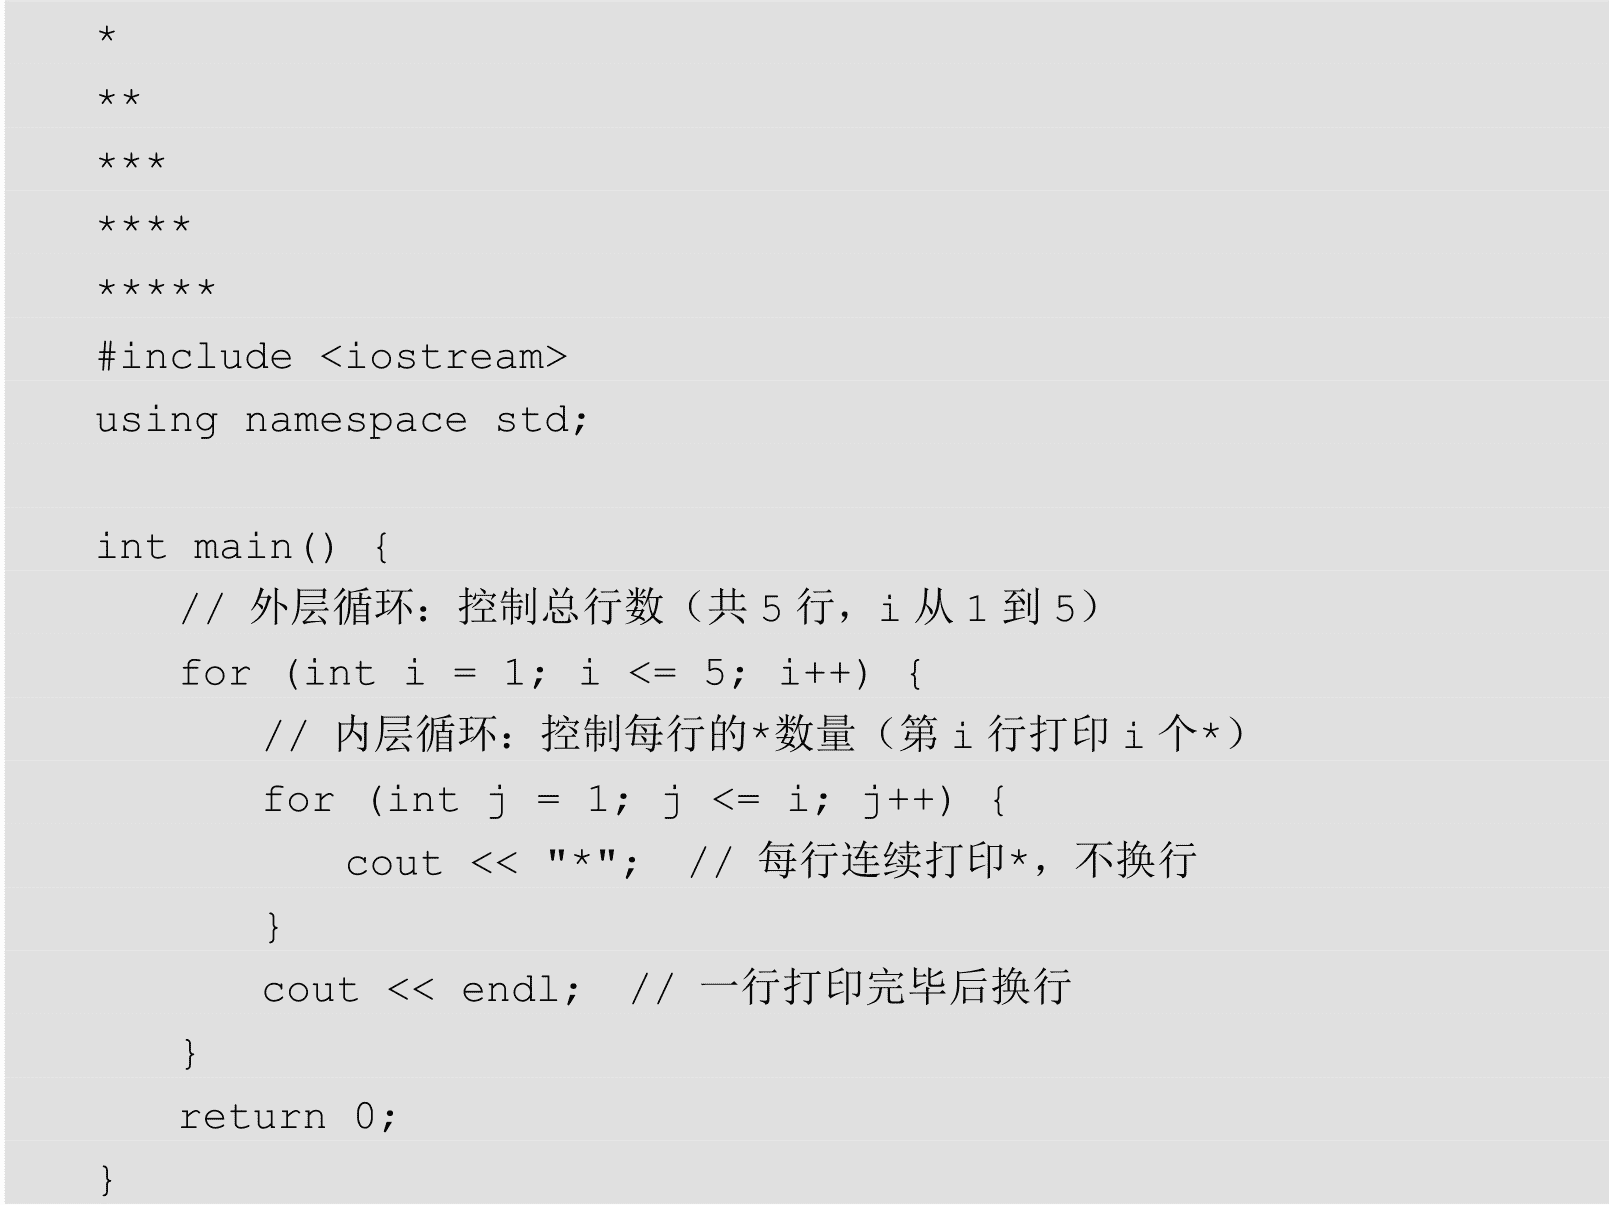 *
**
***
****
*****
#include <iostream>
using namespace std;
int main() {
// 外层循环：控制总行数（共 5 行，i 从 1 到 5）
for (int i = 1; i <= 5; i++) {
// 内层循环：控制每行的*数量（第 i 行打印 i 个*）
for (int j = 1; j <= i; j++) {
cout << "*";  // 每行连续打印*，不换行
}
cout << endl;  // 一行打印完毕后换行
}
return 0;
}